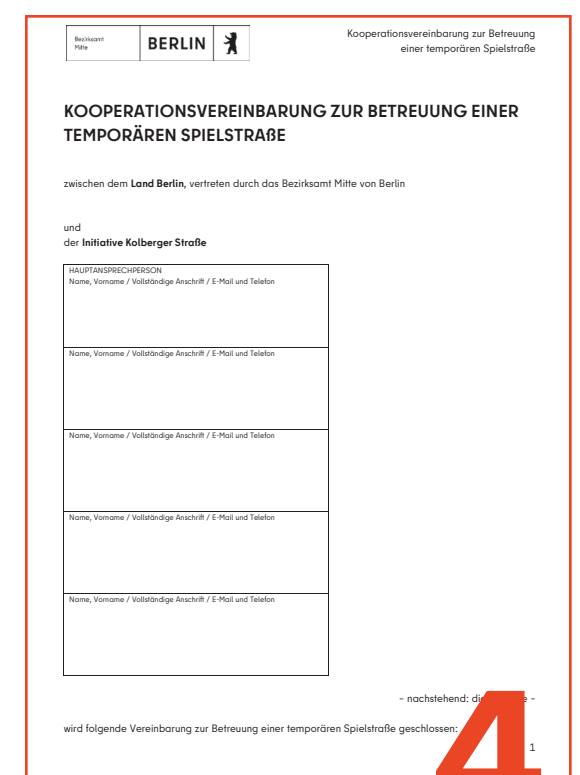 Bezirksamt
Mitte
BERLIN
Kooperationsvereinbarung zur Betreuung
einer temporären Spielstraße
KOOPERATIONSVEREINBARUNG ZUR BETREUUNG EINER
TEMPORÄREN SPIELSTRAßE
zwischen dem Land Berlin, vertreten durch das Bezirksamt Mitte von Berlin
und
der Initiative Kolberger Straße
HAUPTANSPRECHPERSON
Name, Vorname / Vollständige Anschrift / E-Mail und Telefon
Name, Vorname / Vollständige Anschrift / E-Mail und Telefon
Name, Vorname / Vollständige Anschrift / E-Mail und Telefon
Name, Vorname / Vollständige Anschrift / E-Mail und Telefon
Name, Vorname / Vollständige Anschrift / E-Mail und Telefon
– nachstehend: –
wird folgende Vereinbarung zur Betreuung einer temporären Spielstraße geschlossen:
1
4